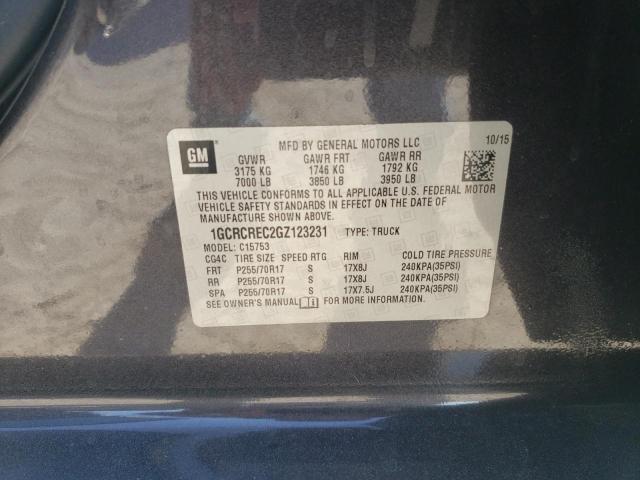 GM
MFD BY GENERAL MOTORS LLC 10/15
GVWR GAWR FRT GAWR RR
3175 KG 1746 KG 1792 KG
7000 LB 3850 LB 3950 LB
THIS VEHICLE CONFORMS TO ALL APPLICABLE U.S. FEDERAL MOTOR
VEHICLE SAFETY STANDARDS IN EFFECT ON THE DATE OF
MANUFACTURE SHOWN ABOVE.
1GCRCREC2GZ123231 TYPE: TRUCK
MODEL: C15753
CG4C TIRE SIZE SPEED RTG RIM COLD TIRE PRESSURE
FRT P255/70R17 S 17X8J 240KPA(35PSI)
RR P255/70R17 S 17X8J 240KPA(35PSI)
SPA P255/70R17 S 17X7.5J 240KPA(35PSI)
SEE OWNER'S MANUAL FOR MORE INFORMATION.